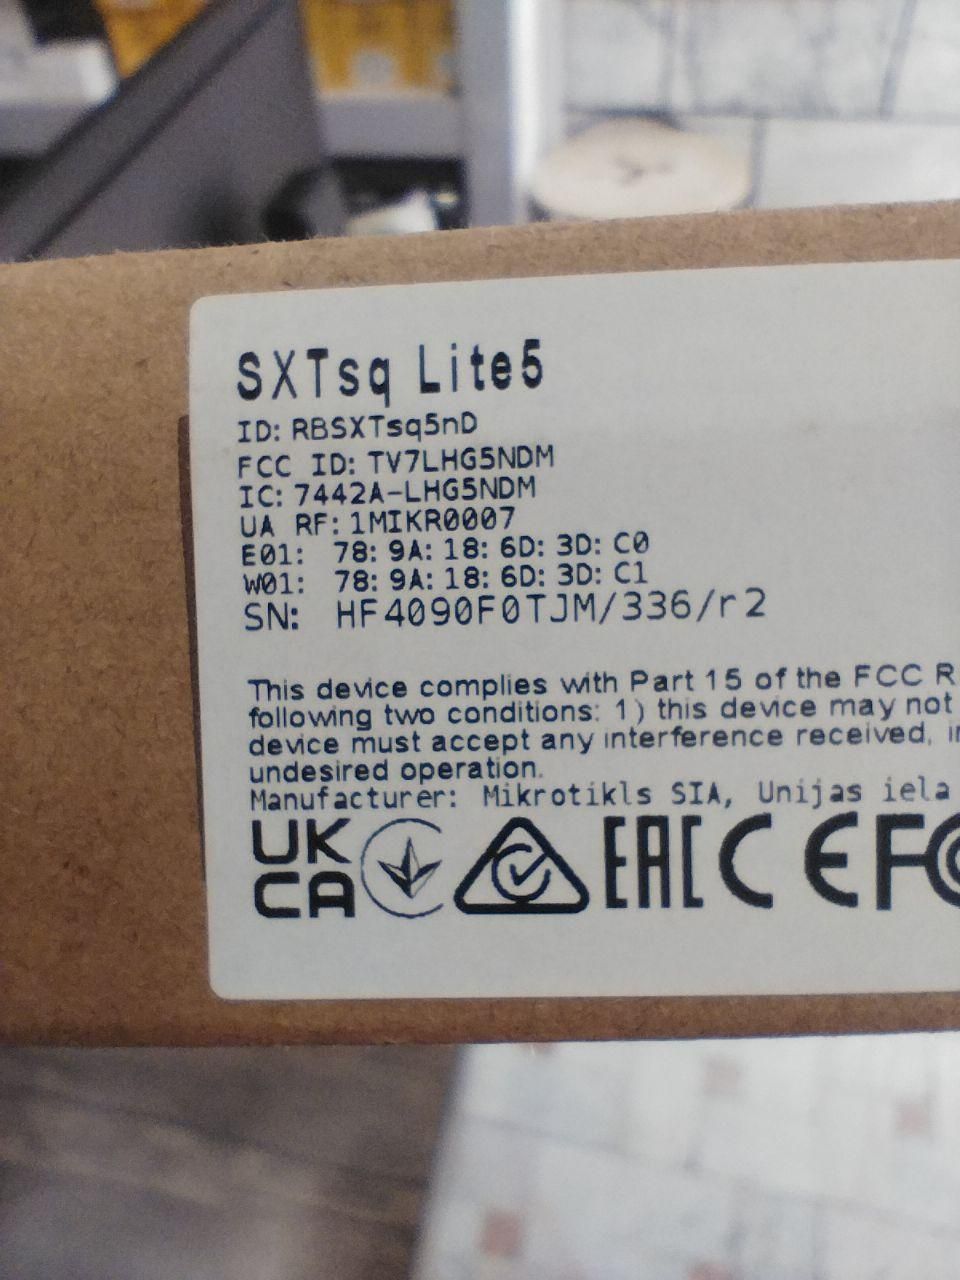 SXTsq Lite5
ID: RBSXTsq5nD
FCC ID: TV7LHG5NDM
IC: 7442A-LHG5NDM
UA RF: 1MIKR0007
E01: 78: 9A: 18: 6D: 3D: C0
W01: 78: 9A: 18: 6D: 3D: C1
SN: HF4090F0TJM/336/r2
This device complies with Part 15 of the FCC R
following two conditions: 1) this device may not
device must accept any interference received, in
undesired operation.
Manufacturer: Mikrotikls SIA, Unijas iela
UK
CA
EAC CE FC